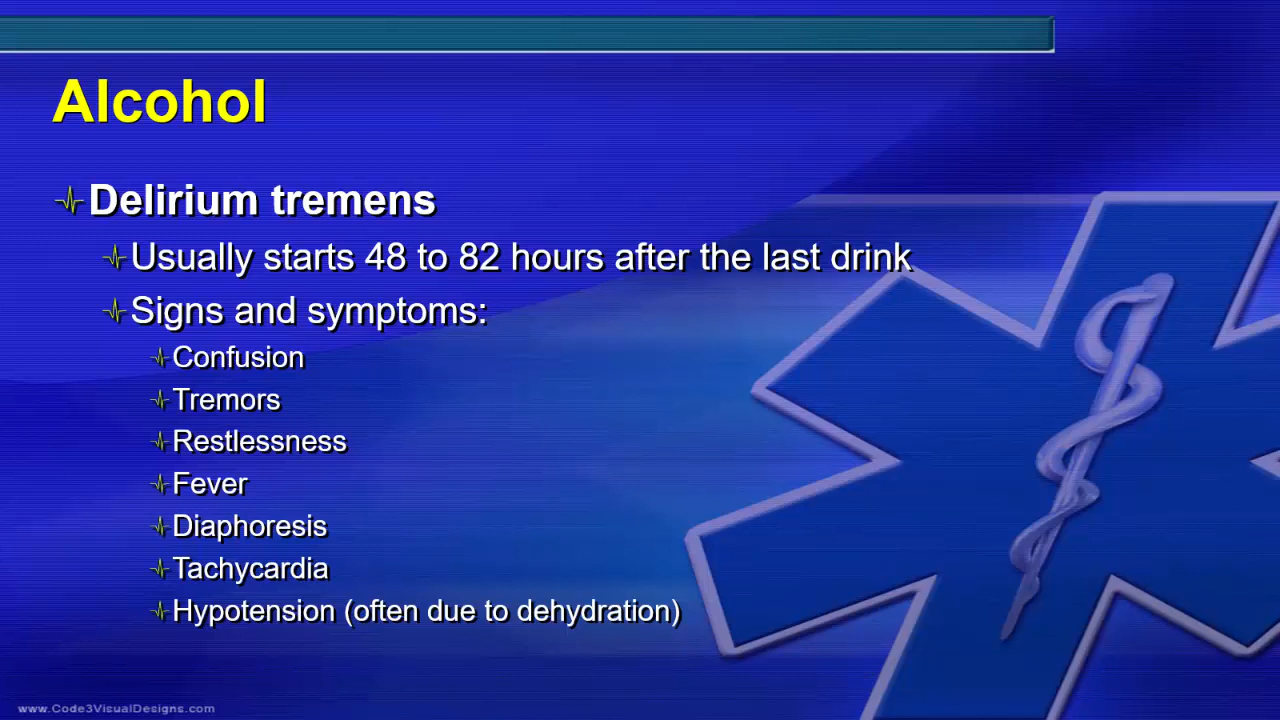 Alcohol
Delirium tremens
Usually starts 48 to 82 hours after the last drink
Signs and symptoms:
Confusion
Tremors
Restlessness
Fever
Diaphoresis
Tachycardia
Hypotension (often due to dehydration)
www.Code3VisualDesigns.com